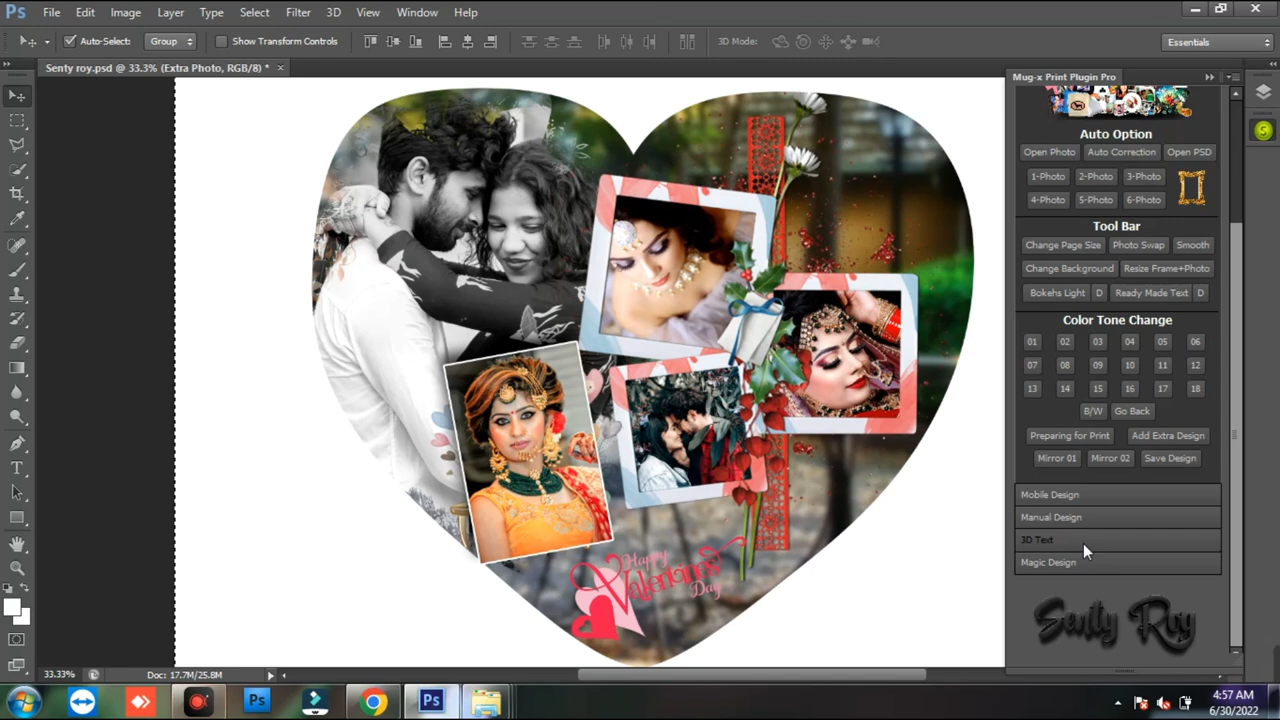 Ps File Edit Image Layer Type Select Filter 3D View Window Help
Auto-Select: Group Show Transform Controls 3D Mode: Essentials
Senty roy.psd @ 33.3% (Extra Photo, RGB/8) *
Mug-x Print Plugin Pro
Auto Option
Open Photo Auto Correction Open PSD
1-Photo 2-Photo 3-Photo
4-Photo 5-Photo 6-Photo
Tool Bar
Change Page Size Photo Swap Smooth
Change Background Resize Frame+Photo
Bokehs Light D Ready Made Text D
Color Tone Change
01 02 03 04 05 06
07 08 09 10 11 12
13 14 15 16 17 18
B/W Go Back
Preparing for Print Add Extra Design
Mirror 01 Mirror 02 Save Design
Mobile Design
Manual Design
3D Text
Magic Design
Senty Roy
Happy
Valentines
Day
33.33% Doc: 17.7M/25.8M
Ps Ps
4:57 AM
6/30/2022